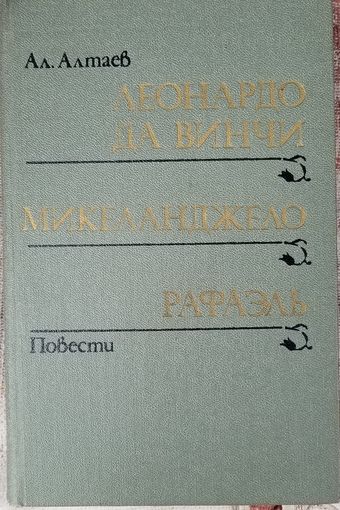 Ал. Алтаев
ЛЕОНАРДО
ДА ВИНЧИ
МИКЕЛАНДЖЕЛО
РАФАЭЛЬ
Повести